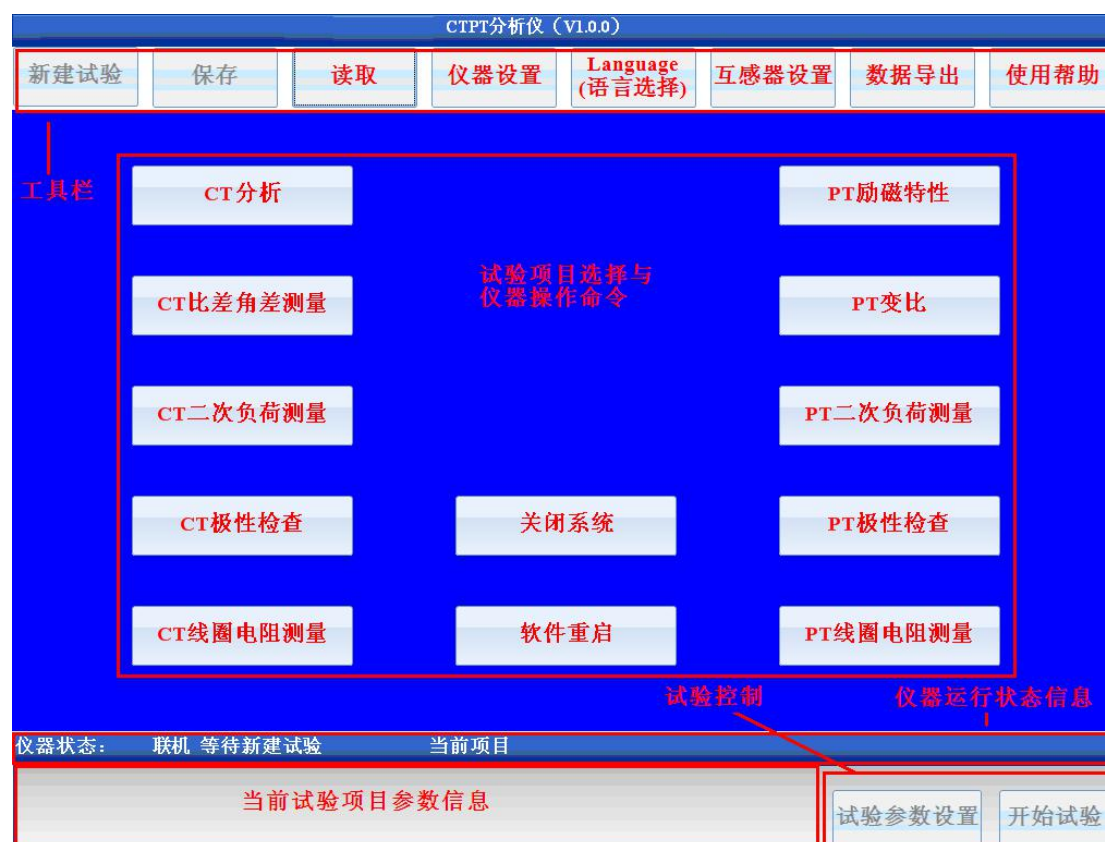 CTPT分析仪（V1.0.0）
新建试验
保存
读取
仪器设置
Language
(语言选择)
互感器设置
数据导出
使用帮助
工具栏
CT分析
PT励磁特性
试验项目选择与
仪器操作命令
CT比差角差测量
PT变比
CT二次负荷测量
PT二次负荷测量
CT极性检查
关闭系统
PT极性检查
CT线圈电阻测量
软件重启
PT线圈电阻测量
试验控制
仪器运行状态信息
仪器状态： 联机 等待新建试验 当前项目
当前试验项目参数信息
试验参数设置
开始试验